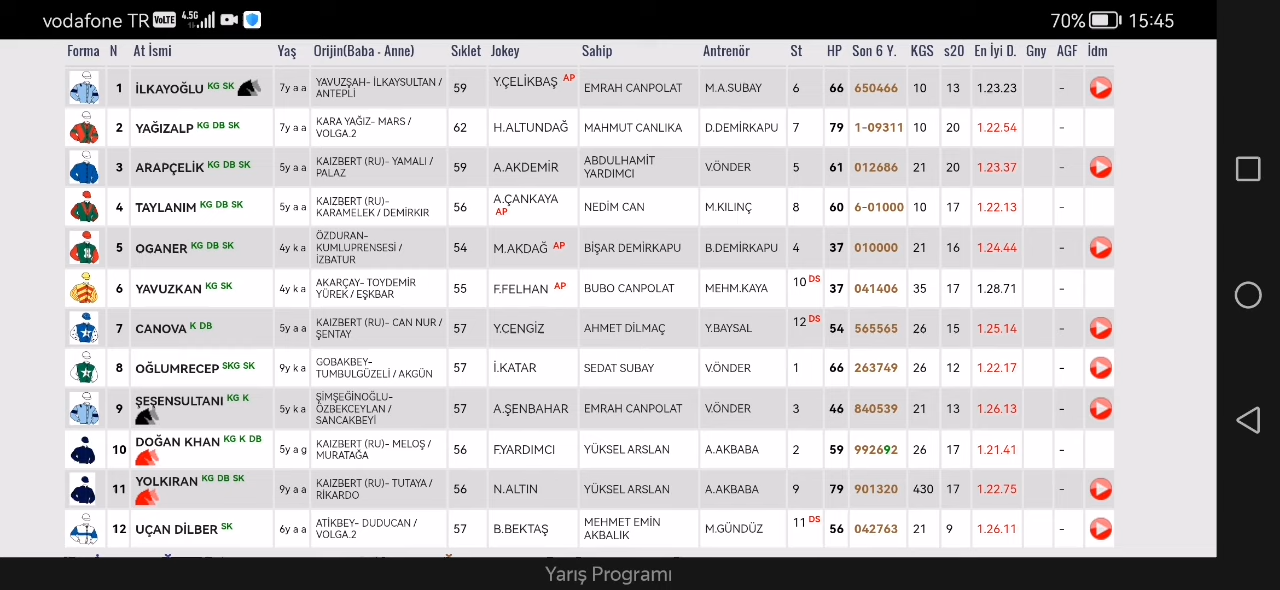 vodafone TR VoLTE 4.5G 1k 70% 15:45
Forma N At İsmi Yaş Orijin(Baba - Anne) Sıklet Jokey Sahip Antrenör St HP Son 6 Y. KGS s20 En İyi D. Gny AGF İdm
1 İLKAYOĞLU KG SK 7y a a YAVUZŞAH- İLKAYSULTAN / ANTEPLİ 59 Y.ÇELİKBAŞ AP EMRAH CANPOLAT M.A.SUBAY 6 66 650466 10 13 1.23.23 -
2 YAĞIZALP KG DB SK 7y a a KARA YAĞIZ- MARS / VOLGA.2 62 H.ALTUNDAĞ MAHMUT CANLIKA D.DEMİRKAPU 7 79 1-09311 10 20 1.22.54 -
3 ARAPÇELİK KG DB SK 5y a a KAIZBERT (RU)- YAMALI / PALAZ 59 A.AKDEMİR ABDULHAMİT YARDIMCI V.ÖNDER 5 61 012686 21 20 1.23.37 -
4 TAYLANIM KG DB SK 5y a a KAIZBERT (RU)- KARAMELEK / DEMİRKIR 56 A.ÇANKAYA AP NEDİM CAN M.KILINÇ 8 60 6-01000 10 17 1.22.13 -
5 OGANER KG DB SK 4y k a ÖZDURAN- KUMLUPRENSESİ / İZBATUR 54 M.AKDAĞ AP BİŞAR DEMİRKAPU B.DEMİRKAPU 4 37 010000 21 16 1.24.44 -
6 YAVUZKAN KG SK 4y k a AKARÇAY- TOYDEMİR YÜREK / EŞKBAR 55 F.FELHAN AP BUBO CANPOLAT MEHM.KAYA 10 DS 37 041406 35 17 1.28.71 -
7 CANOVA K DB 5y a a KAIZBERT (RU)- CAN NUR / ŞENTAY 57 Y.CENGİZ AHMET DİLMAÇ Y.BAYSAL 12 DS 54 565565 26 15 1.25.14 -
8 OĞLUMRECEP SKG SK 9y k a GOBAKBEY- TUMBULGÜZELİ / AKGÜN 57 İ.KATAR SEDAT SUBAY V.ÖNDER 1 66 263749 26 12 1.22.17 -
9 ŞEŞENSULTANI KG K 5y k a ŞİMŞEĞİNOĞLU- ÖZBEKCEYLAN / SANCAKBEYİ 57 A.ŞENBAHAR EMRAH CANPOLAT V.ÖNDER 3 46 840539 21 13 1.26.13 -
10 DOĞAN KHAN KG K DB 5y a g KAIZBERT (RU)- MELOŞ / MURATAĞA 56 F.YARDIMCI YÜKSEL ARSLAN A.AKBABA 2 59 992692 26 17 1.21.41 -
11 YOLKIRAN KG DB SK 9y a a KAIZBERT (RU)- TUTAYA / RİKARDO 56 N.ALTIN YÜKSEL ARSLAN A.AKBABA 9 79 901320 430 17 1.22.75 -
12 UÇAN DİLBER SK 6y a a ATİKBEY- DUDUCAN / VOLGA.2 57 B.BEKTAŞ MEHMET EMİN AKBALIK M.GÜNDÜZ 11 DS 56 042763 21 9 1.26.11 -
Yarış Programı